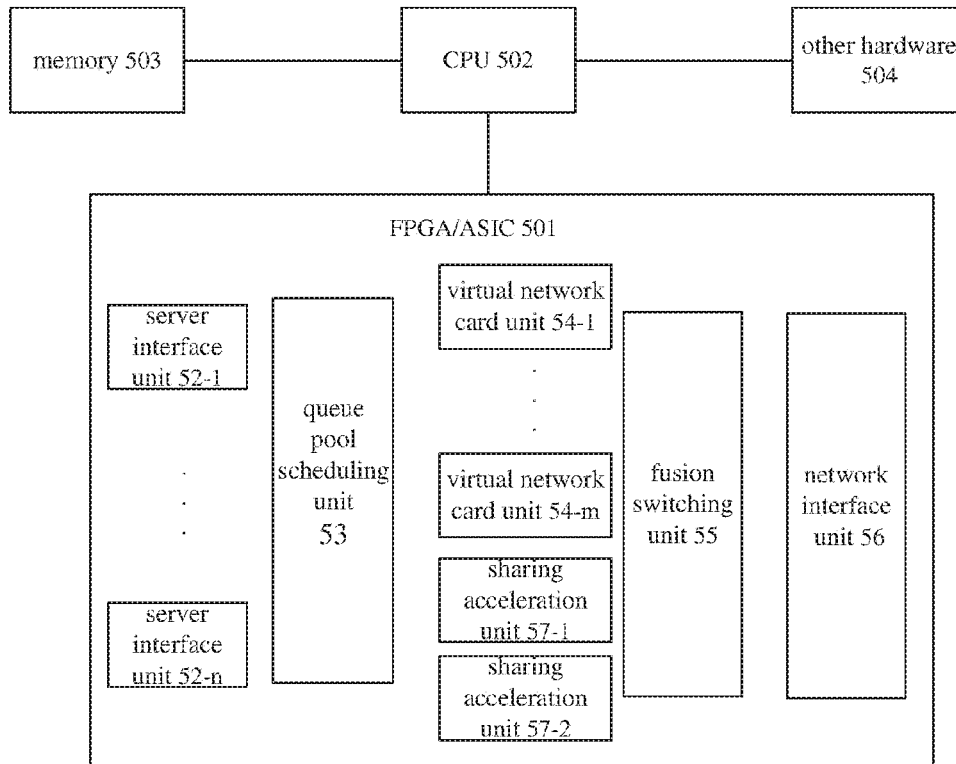 memory 503
CPU 502
other hardware
504
FPGA/ASIC 501
server
interface
unit 52-1
server
interface
unit 52-n
queue
pool
scheduling
unit
53
virtual network
card unit 54-1
virtual network
card unit 54-m
sharing
acceleration
unit 57-1
sharing
acceleration
unit 57-2
fusion
switching
unit 55
network
interface
unit 56